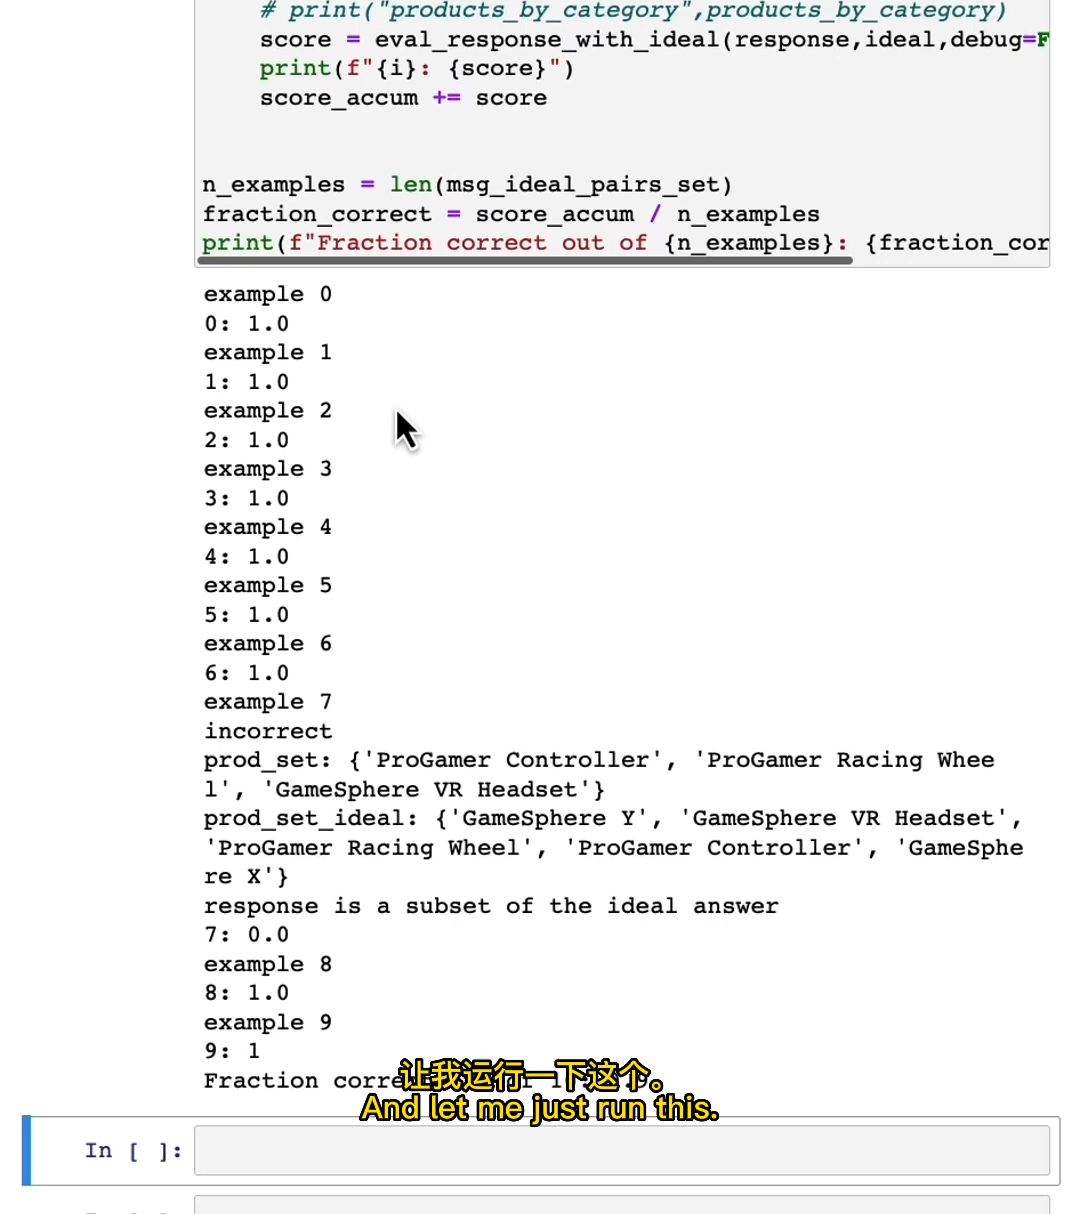 # print("products_by_category",products_by_category)
score = eval_response_with_ideal(response,ideal,debug=F
print(f"{i}: {score}")
score_accum += score
n_examples = len(msg_ideal_pairs_set)
fraction_correct = score_accum / n_examples
print(f"Fraction correct out of {n_examples}: {fraction_cor
example 0
0: 1.0
example 1
1: 1.0
example 2
2: 1.0
example 3
3: 1.0
example 4
4: 1.0
example 5
5: 1.0
example 6
6: 1.0
example 7
incorrect
prod_set: {'ProGamer Controller', 'ProGamer Racing Whee
l', 'GameSphere VR Headset'}
prod_set_ideal: {'GameSphere Y', 'GameSphere VR Headset',
'ProGamer Racing Wheel', 'ProGamer Controller', 'GameSphe
re X'}
response is a subset of the ideal answer
7: 0.0
example 8
8: 1.0
example 9
9: 1
Fraction
让我运行一下这个。
And let me just run this.
In [ ]: